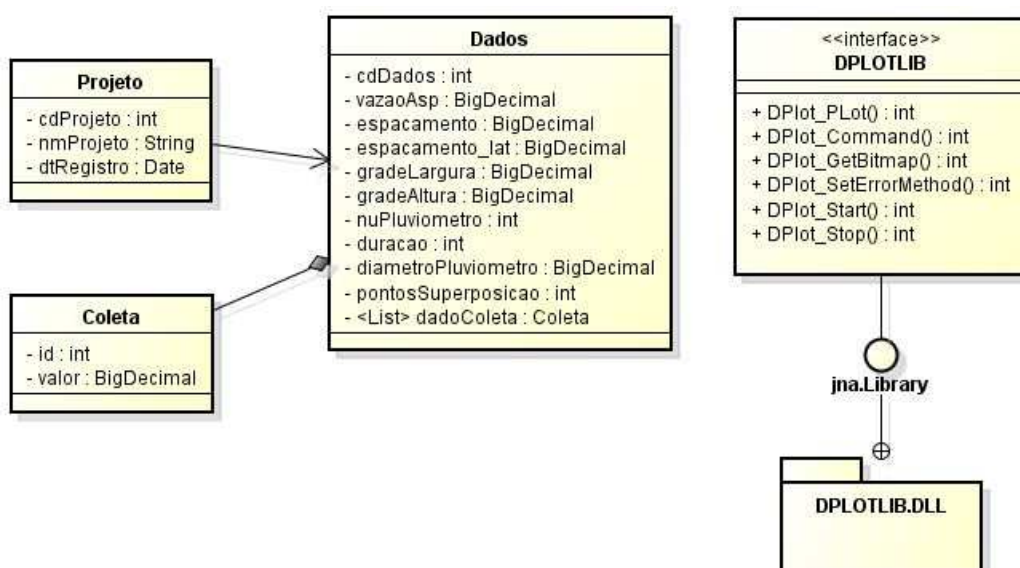 Projeto
- cdProjeto : int
- nmProjeto : String
- dtRegistro : Date
Coleta
- id : int
- valor : BigDecimal
Dados
- cdDados : int
- vazaoAsp : BigDecimal
- espacamento : BigDecimal
- espacamento_lat : BigDecimal
- gradeLargura : BigDecimal
- gradeAltura : BigDecimal
- nuPluviometro : int
- duracao : int
- diametroPluviometro : BigDecimal
- pontosSuperposicao : int
- <List> dadoColeta : Coleta
<<interface>>
DPLOTLIB
+ DPlot_PLot() : int
+ DPlot_Command() : int
+ DPlot_GetBitmap() : int
+ DPlot_SetErrorMethod() : int
+ DPlot_Start() : int
+ DPlot_Stop() : int
jna.Library
DPLOTLIB.DLL